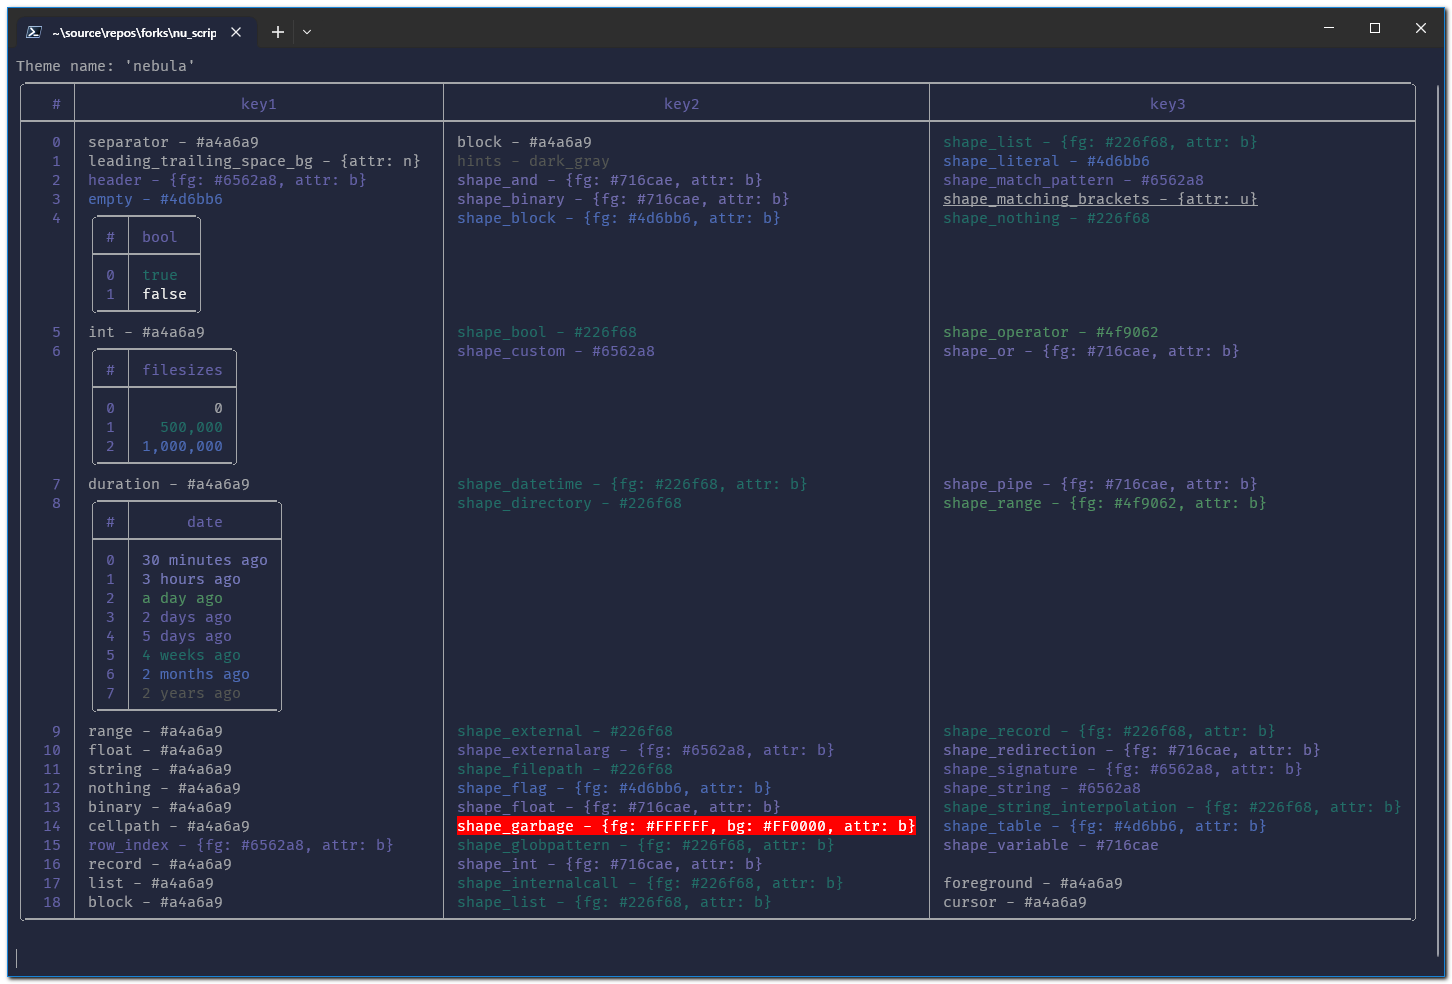 ~\source\repos\forks\nu_scrip
Theme name: 'nebula'
# key1 key2 key3
0 separator - #a4a6a9 block - #a4a6a9 shape_list - {fg: #226f68, attr: b}
1 leading_trailing_space_bg - {attr: n} hints - dark_gray shape_literal - #4d6bb6
2 header - {fg: #6562a8, attr: b} shape_and - {fg: #716cae, attr: b} shape_match_pattern - #6562a8
3 empty - #4d6bb6 shape_binary - {fg: #716cae, attr: b} shape_matching_brackets - {attr: u}
4 shape_block - {fg: #4d6bb6, attr: b} shape_nothing - #226f68
# bool
0 true
1 false
5 int - #a4a6a9 shape_bool - #226f68 shape_operator - #4f9062
6 shape_custom - #6562a8 shape_or - {fg: #716cae, attr: b}
# filesizes
0 0
1 500,000
2 1,000,000
7 duration - #a4a6a9 shape_datetime - {fg: #226f68, attr: b} shape_pipe - {fg: #716cae, attr: b}
8 shape_directory - #226f68 shape_range - {fg: #4f9062, attr: b}
# date
0 30 minutes ago
1 3 hours ago
2 a day ago
3 2 days ago
4 5 days ago
5 4 weeks ago
6 2 months ago
7 2 years ago
9 range - #a4a6a9 shape_external - #226f68 shape_record - {fg: #226f68, attr: b}
10 float - #a4a6a9 shape_externalarg - {fg: #6562a8, attr: b} shape_redirection - {fg: #716cae, attr: b}
11 string - #a4a6a9 shape_filepath - #226f68 shape_signature - {fg: #6562a8, attr: b}
12 nothing - #a4a6a9 shape_flag - {fg: #4d6bb6, attr: b} shape_string - #6562a8
13 binary - #a4a6a9 shape_float - {fg: #716cae, attr: b} shape_string_interpolation - {fg: #226f68, attr: b}
14 cellpath - #a4a6a9 shape_garbage - {fg: #FFFFFF, bg: #FF0000, attr: b} shape_table - {fg: #4d6bb6, attr: b}
15 row_index - {fg: #6562a8, attr: b} shape_globpattern - {fg: #226f68, attr: b} shape_variable - #716cae
16 record - #a4a6a9 shape_int - {fg: #716cae, attr: b}
17 list - #a4a6a9 shape_internalcall - {fg: #226f68, attr: b} foreground - #a4a6a9
18 block - #a4a6a9 shape_list - {fg: #226f68, attr: b} cursor - #a4a6a9